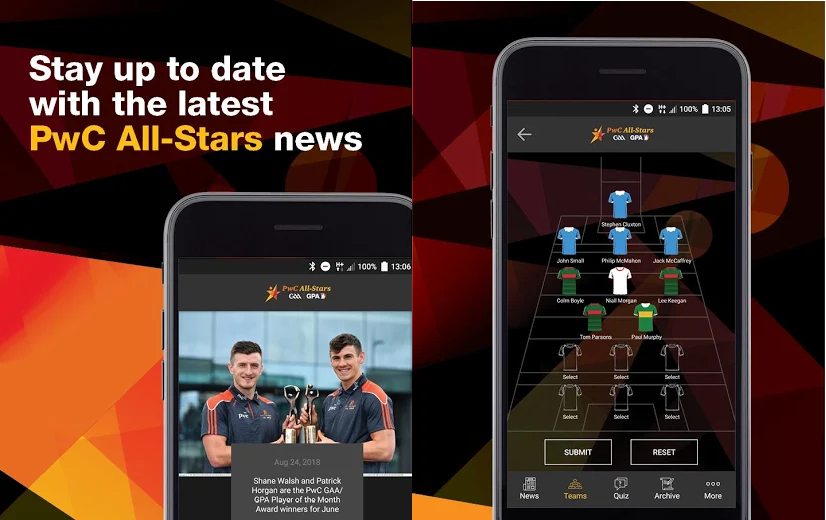 Stay up to date
with the latest
PwC All-Stars news
100% 13:06
PwC All-Stars
GAA GPA
pwc
Aug 24, 2018
Shane Walsh and Patrick
Horgan are the PwC GAA/
GPA Player of the Month
Award winners for June
100% 13:05
PwC All-Stars
GAA GPA
Stephen Cluxton
John Small Philip McMahon Jack McCaffrey
Colm Boyle Niall Morgan Lee Keegan
Tom Parsons Paul Murphy
Select Select Select
Select Select Select
SUBMIT RESET
News Teams Quiz Archive More